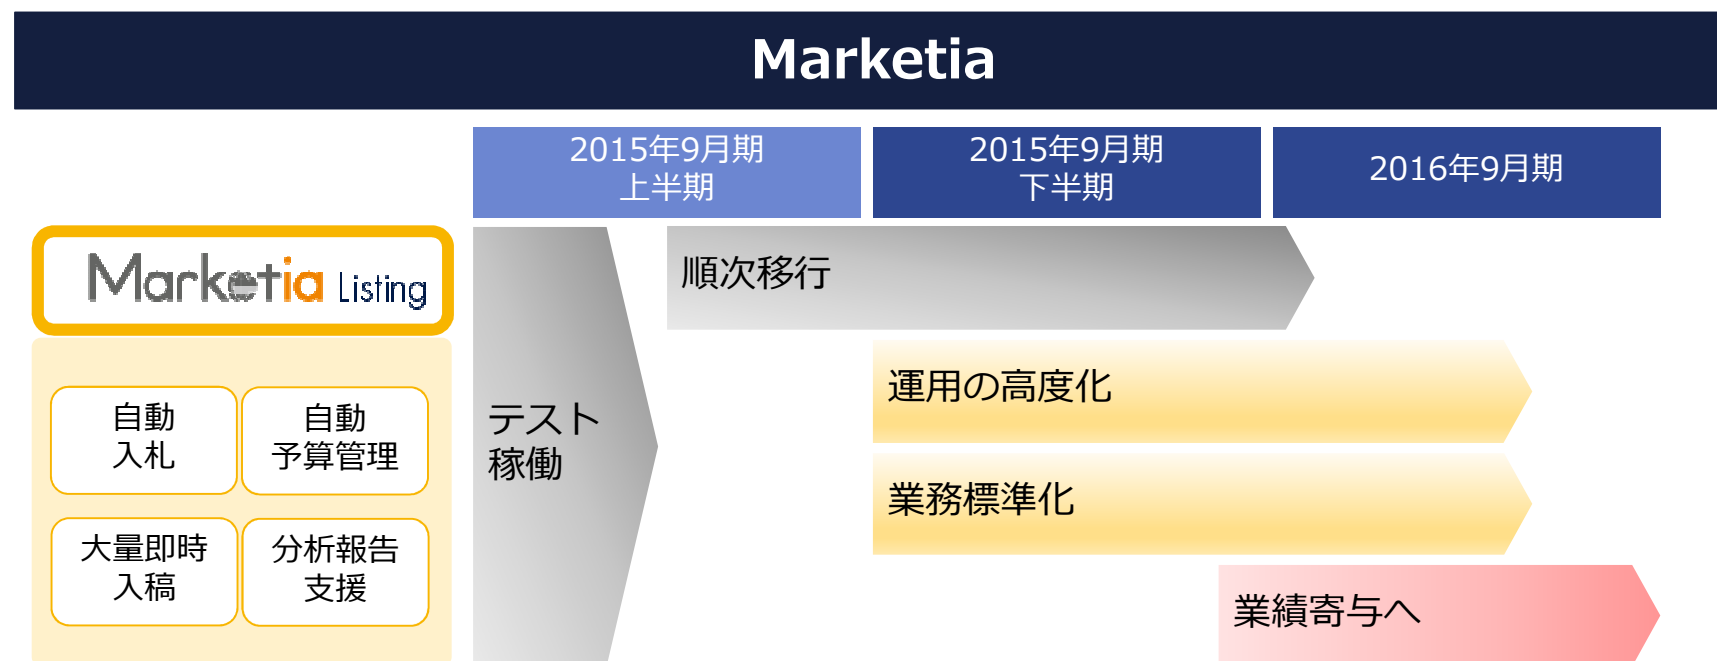 Marketia
2015年9月期
上半期
2015年9月期
下半期
2016年9月期
Marketia Listing
自動
入札
自動
予算管理
大量即時
入稿
分析報告
支援
テスト
稼働
順次移行
運用の高度化
業務標準化
業績寄与へ